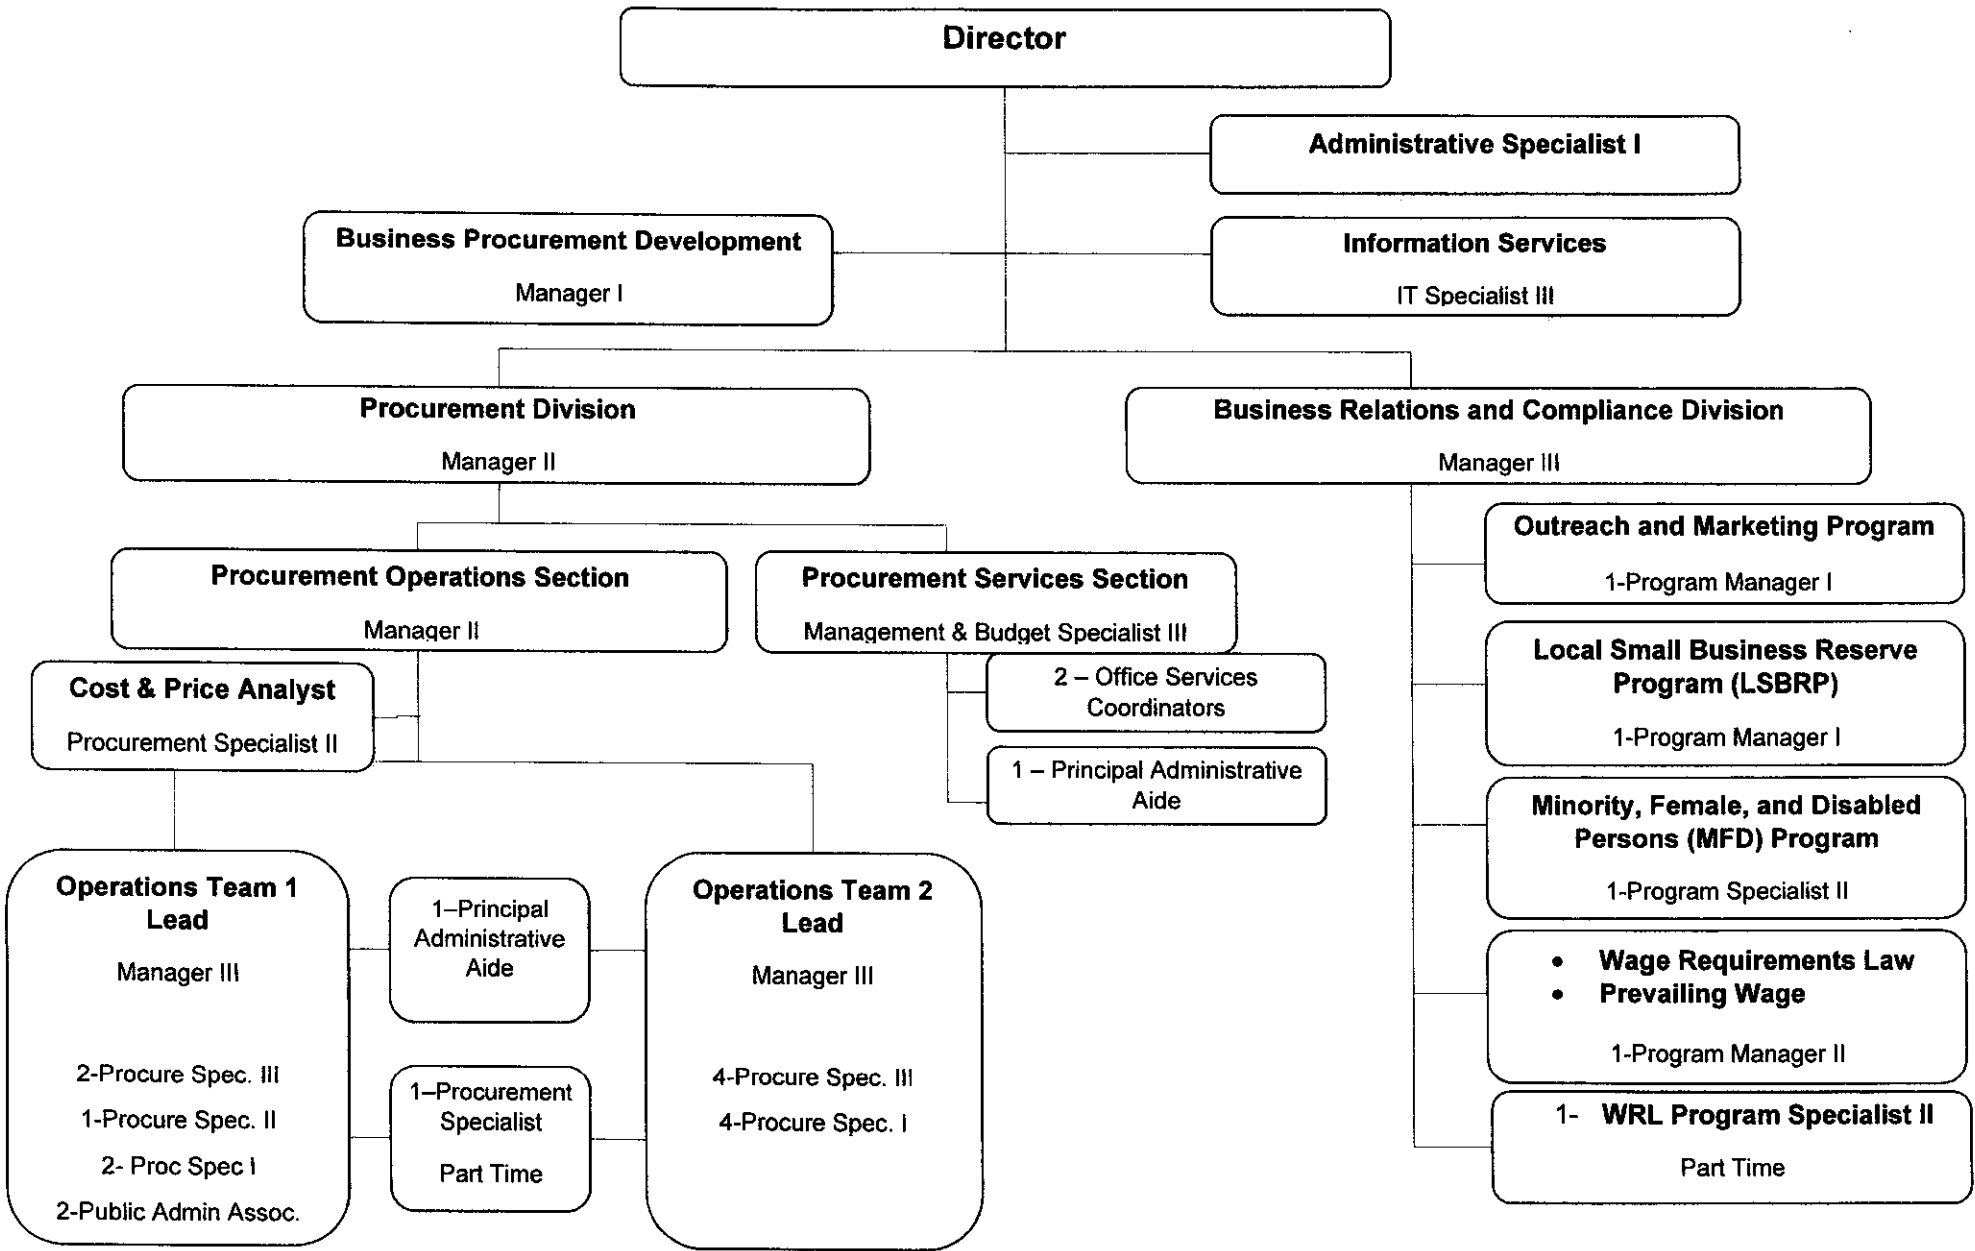 Director
Administrative Specialist I
Business Procurement Development
Manager I
Information Services
IT Specialist III
Procurement Division
Manager II
Business Relations and Compliance Division
Manager III
Procurement Operations Section
Manager II
Procurement Services Section
Management & Budget Specialist III
2 – Office Services
Coordinators
1 – Principal Administrative
Aide
Cost & Price Analyst
Procurement Specialist II
Operations Team 1
Lead
Manager III
2-Procure Spec. III
1-Procure Spec. II
2- Proc Spec I
2-Public Admin Assoc.
1–Principal
Administrative
Aide
1–Procurement
Specialist
Part Time
Operations Team 2
Lead
Manager III
4-Procure Spec. III
4-Procure Spec. I
Outreach and Marketing Program
1-Program Manager I
Local Small Business Reserve
Program (LSBRP)
1-Program Manager I
Minority, Female, and Disabled
Persons (MFD) Program
1-Program Specialist II
• Wage Requirements Law
• Prevailing Wage
1-Program Manager II
1- WRL Program Specialist II
Part Time